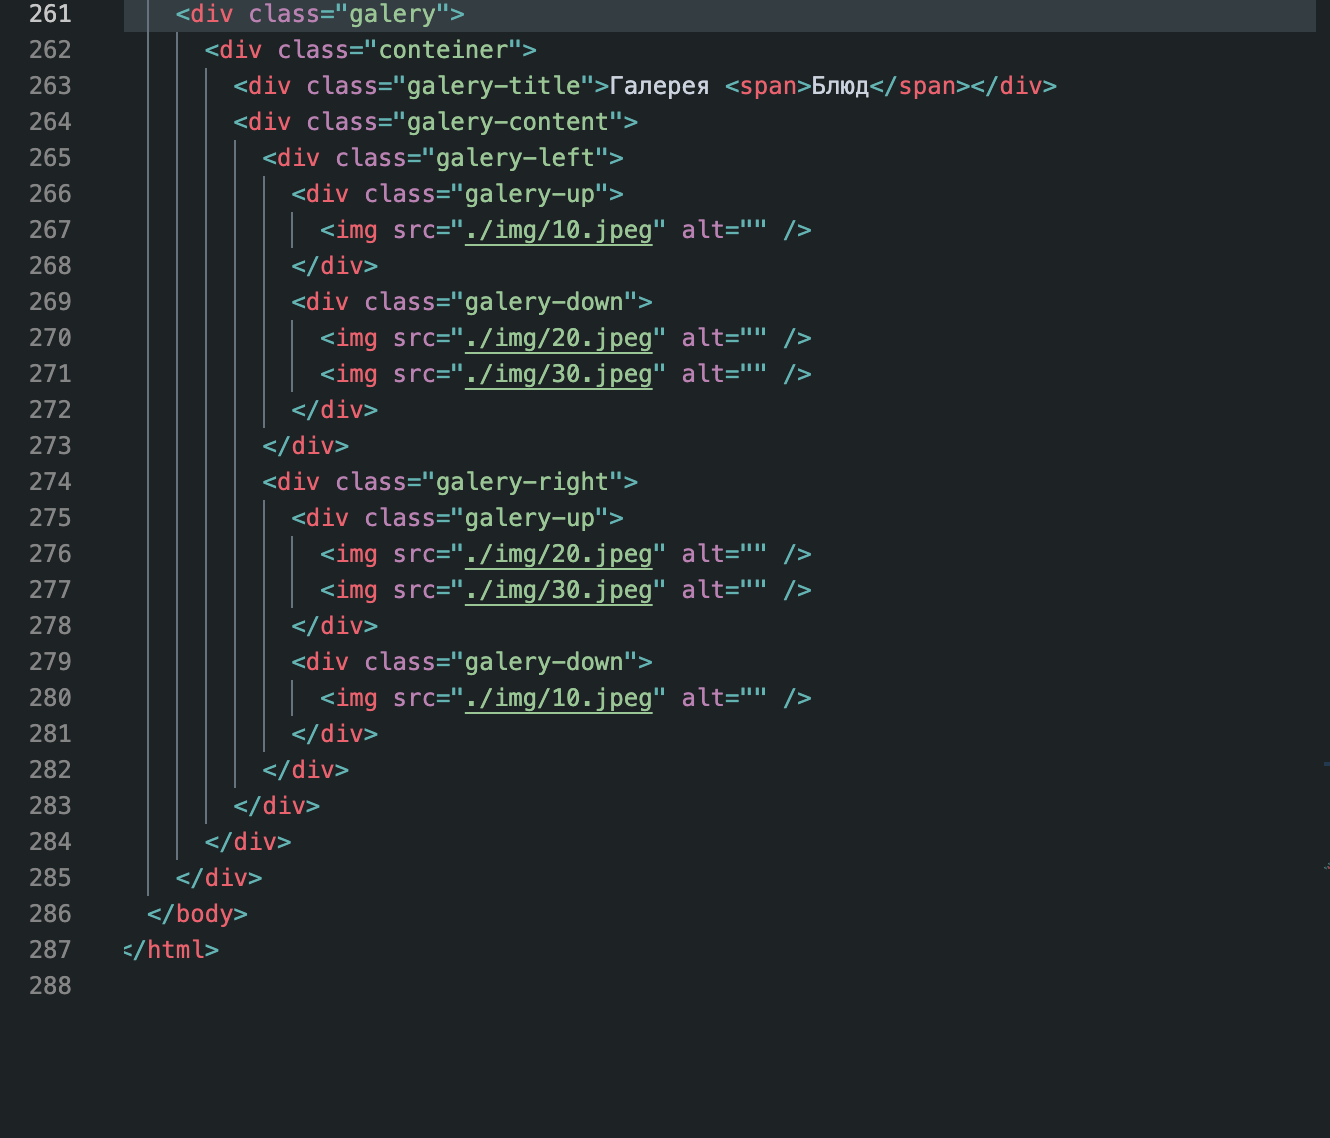 261 <div class="galery">
262 <div class="conteiner">
263 <div class="galery-title">Галерея <span>Блюд</span></div>
264 <div class="galery-content">
265 <div class="galery-left">
266 <div class="galery-up">
267 <img src="./img/10.jpeg" alt="" />
268 </div>
269 <div class="galery-down">
270 <img src="./img/20.jpeg" alt="" />
271 <img src="./img/30.jpeg" alt="" />
272 </div>
273 </div>
274 <div class="galery-right">
275 <div class="galery-up">
276 <img src="./img/20.jpeg" alt="" />
277 <img src="./img/30.jpeg" alt="" />
278 </div>
279 <div class="galery-down">
280 <img src="./img/10.jpeg" alt="" />
281 </div>
282 </div>
283 </div>
284 </div>
285 </div>
286 </body>
287 </html>
288